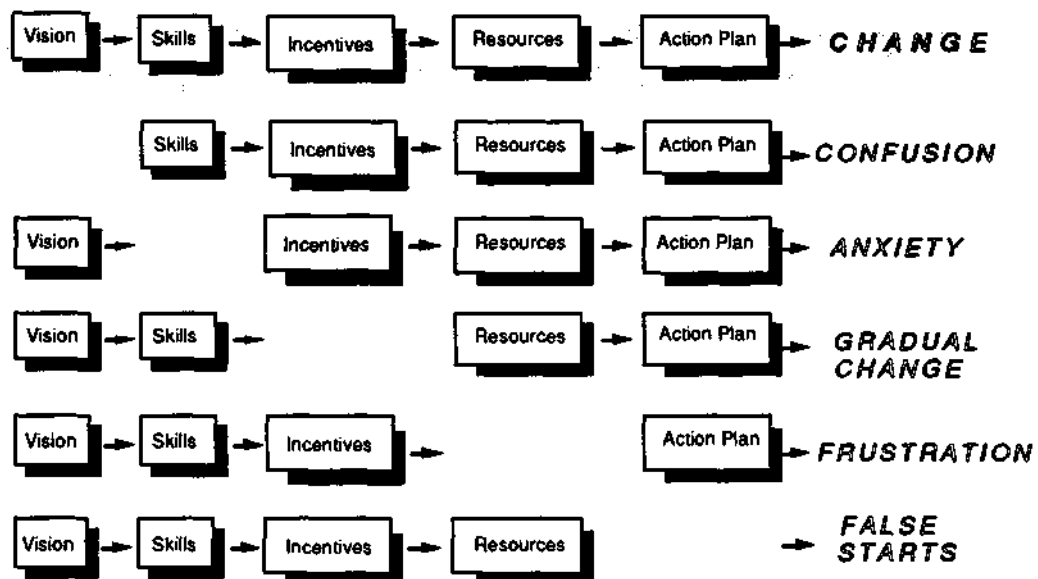 Vision Skills Incentives Resources Action Plan CHANGE
Skills Incentives Resources Action Plan CONFUSION
Vision Incentives Resources Action Plan ANXIETY
Vision Skills Resources Action Plan GRADUAL
CHANGE
Vision Skills Incentives Action Plan FRUSTRATION
Vision Skills Incentives Resources FALSE
STARTS